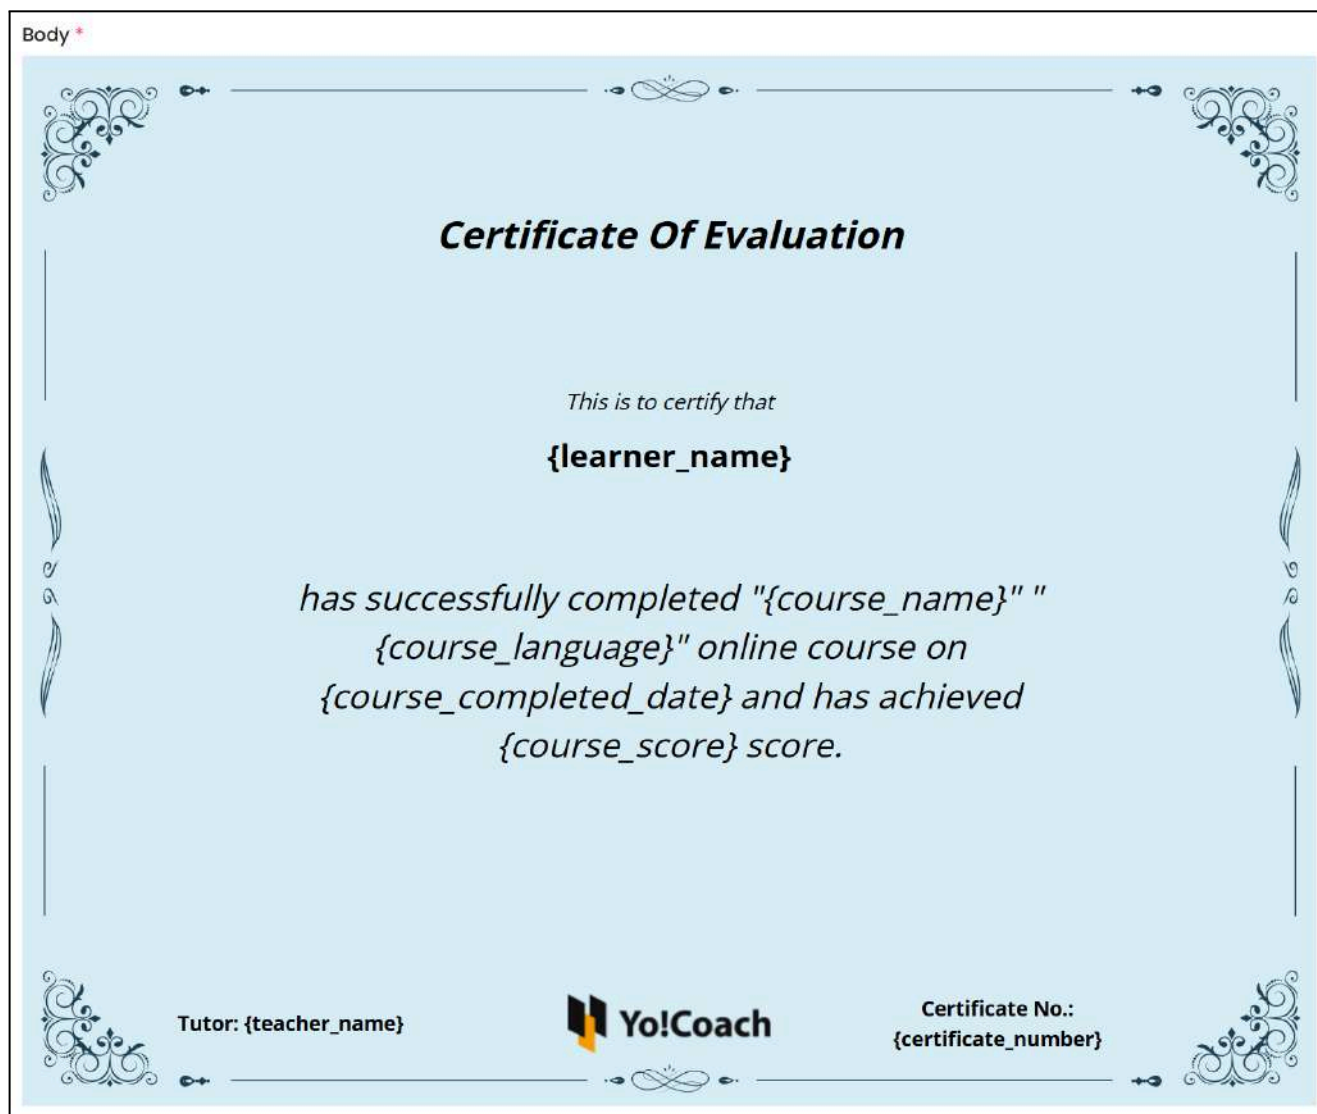 Body *
Certificate Of Evaluation
This is to certify that
{learner_name}
has successfully completed "{course_name}" "
{course_language}" online course on
{course_completed_date} and has achieved
{course_score} score.
Tutor: {teacher_name}
Yo!Coach
Certificate No.:
{certificate_number}